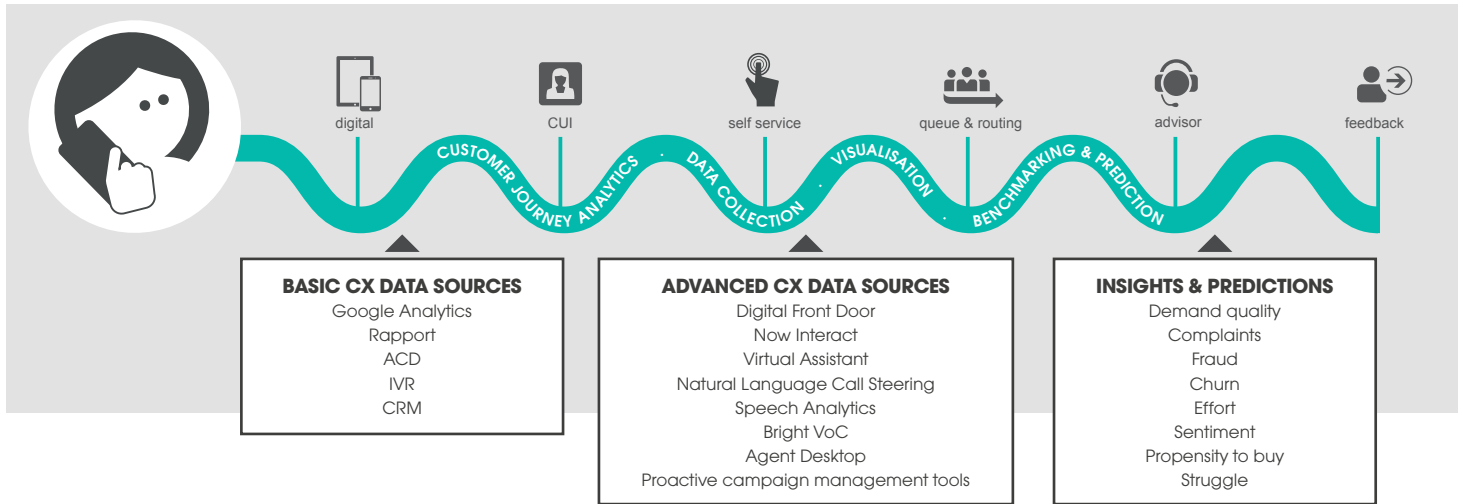 digital
CUI
self service
queue & routing
advisor
feedback
CUSTOMER JOURNEY ANALYTICS . DATA COLLECTION . VISUALISATION . BENCHMARKING & PREDICTION
BASIC CX DATA SOURCES
Google Analytics
Rapport
ACD
IVR
CRM
ADVANCED CX DATA SOURCES
Digital Front Door
Now Interact
Virtual Assistant
Natural Language Call Steering
Speech Analytics
Bright VoC
Agent Desktop
Proactive campaign management tools
INSIGHTS & PREDICTIONS
Demand quality
Complaints
Fraud
Churn
Effort
Sentiment
Propensity to buy
Struggle